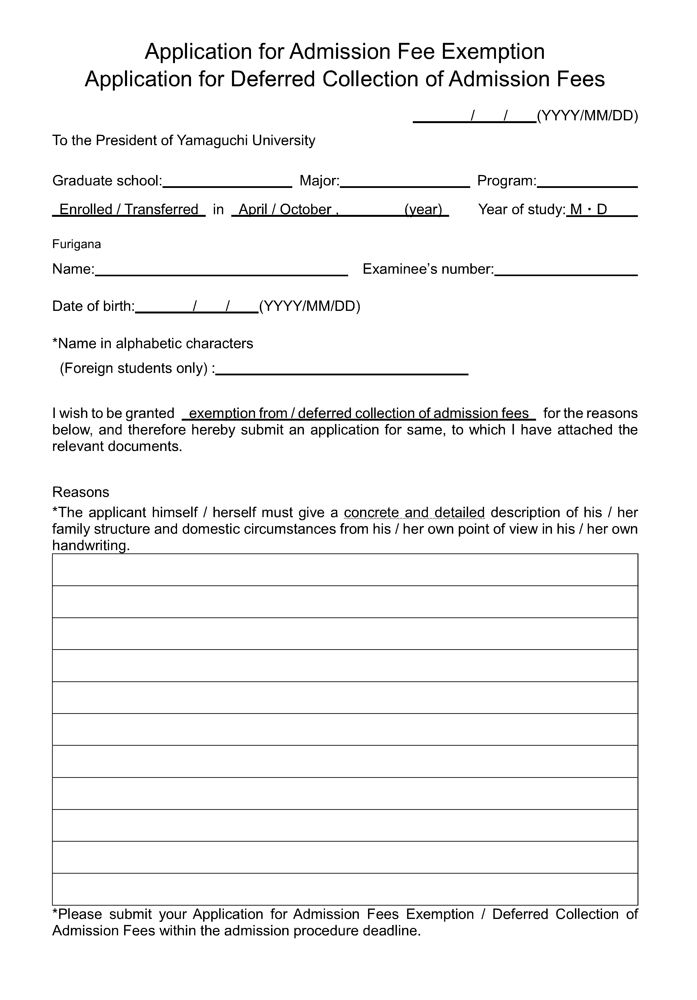 Application for Admission Fee Exemption
Application for Deferred Collection of Admission Fees
/ / (YYYY/MM/DD)
To the President of Yamaguchi University
Graduate school: Major: Program:
Enrolled / Transferred in April / October , (year) Year of study: M・D
Furigana
Name: Examinee’s number:
Date of birth: / / (YYYY/MM/DD)
*Name in alphabetic characters
(Foreign students only) :
I wish to be granted exemption from / deferred collection of admission fees for the reasons
below, and therefore hereby submit an application for same, to which I have attached the
relevant documents.
Reasons
*The applicant himself / herself must give a concrete and detailed description of his / her
family structure and domestic circumstances from his / her own point of view in his / her own
handwriting.
*Please submit your Application for Admission Fees Exemption / Deferred Collection of
Admission Fees within the admission procedure deadline.